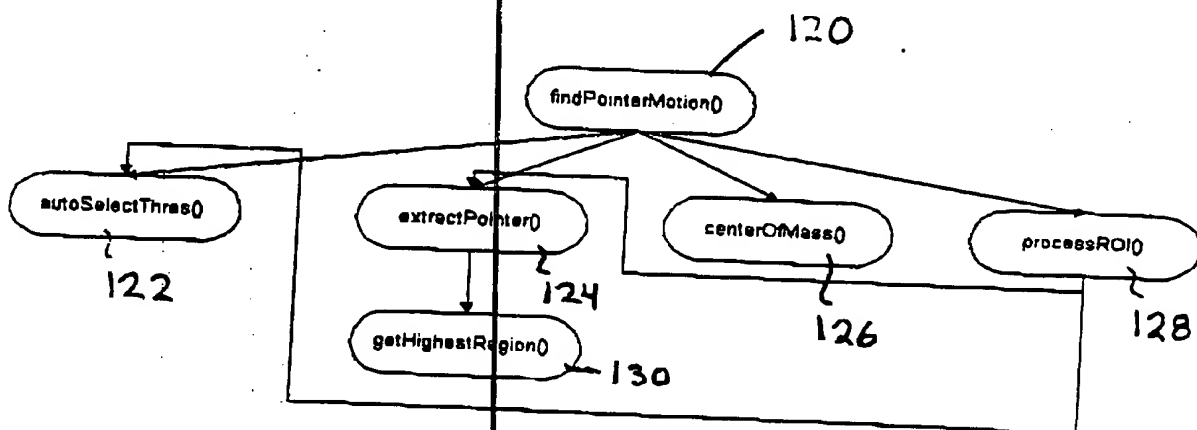 120
findPointerMotion()
autoSelectThres()
extractPointer()
centerOfMass()
processROI()
122
124
126
128
getHighestRegion()
130